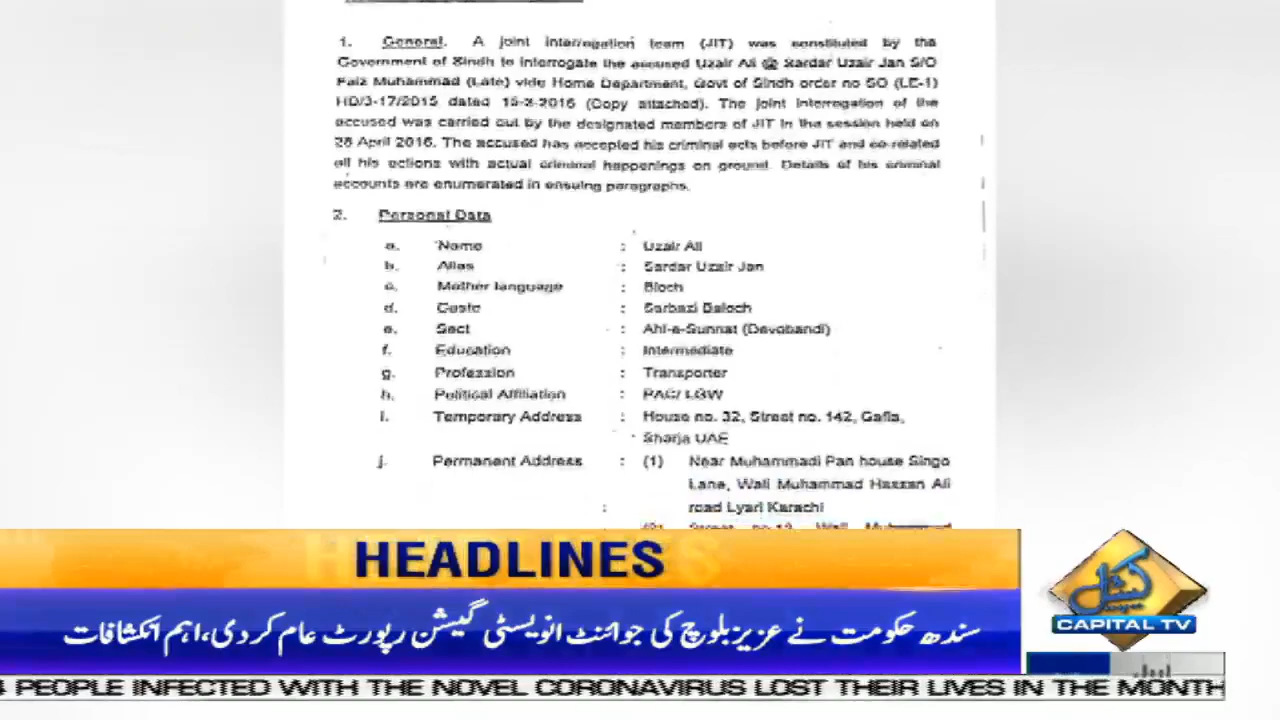 1. General. A joint interrogation team (JIT) was constituted by the
Government of Sindh to interrogate the accused Uzair Ali @ Sardar Uzair Jan S/O
Faiz Muhammad (Late) vide Home Department, Govt of Sindh order no SO (LE-1)
HD/3-17/2015 dated (Copy attached). The joint interrogation of the
accused was carried out by the designated members of JIT in the session held on
April 2016. The accused has accepted his criminal acts before JIT and co-related
all his actions with actual criminal happenings on ground. Details of his criminal
accounts are enumerated in ensuing paragraphs.
2. Personal Data
a. Name : Uzair Ali
b. Alias : Sardar Uzair Jan
c. Mother language : Bloch
d. Caste : Sarbazi Baloch
e. Sect : Ahl-e-Sunnat (Devobandi)
f. Education : Intermediate
g. Profession : Transporter
h. Political Affiliation : PAC/ LGW
i. Temporary Address : House no. 32, Street no. 142, Gafla,
Sharja UAE
j. Permanent Address : (1) Near Muhammadi Pan house Singo
Lane, Wali Muhammad Hassan Ali
road Lyari Karachi
HEADLINES
سندھ حکومت نے عزیز بلوچ کی جوائنٹ انویسٹی گیشن رپورٹ عام کر دی، اہم انکشافات
کیپٹل
CAPITAL TV
4 PEOPLE INFECTED WITH THE NOVEL CORONAVIRUS LOST THEIR LIVES IN THE MONTH